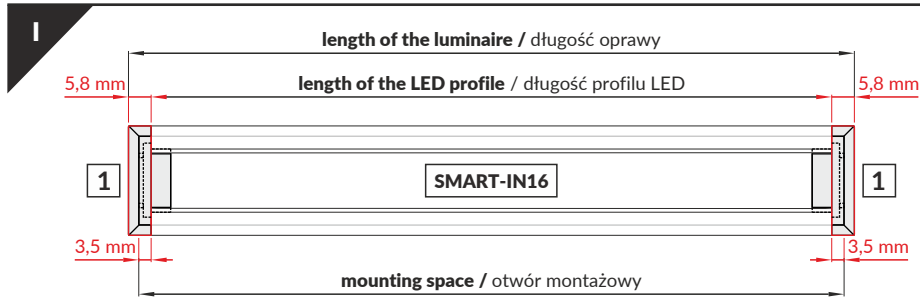 I
length of the luminaire / długość oprawy
5,8 mm
length of the LED profile / długość profilu LED
5,8 mm
1
SMART-IN16
1
3,5 mm
3,5 mm
mounting space / otwór montażowy